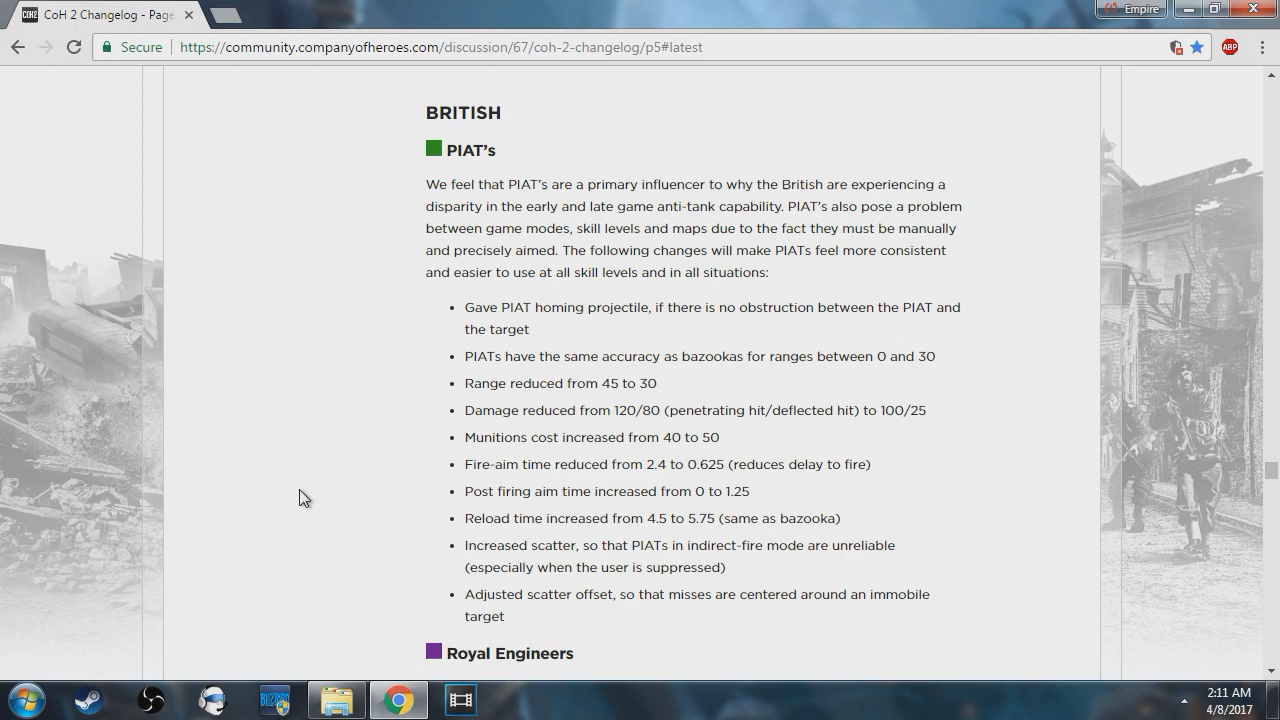 CoH 2 Changelog - Page
Empire
Secure
https://community.companyofheroes.com/discussion/67/coh-2-changelog/p5#latest
ABP
BRITISH
PIAT’s
We feel that PIAT’s are a primary influencer to why the British are experiencing a
disparity in the early and late game anti-tank capability. PIAT’s also pose a problem
between game modes, skill levels and maps due to the fact they must be manually
and precisely aimed. The following changes will make PIATs feel more consistent
and easier to use at all skill levels and in all situations:
• Gave PIAT homing projectile, if there is no obstruction between the PIAT and
the target
• PIATs have the same accuracy as bazookas for ranges between 0 and 30
• Range reduced from 45 to 30
• Damage reduced from 120/80 (penetrating hit/deflected hit) to 100/25
• Munitions cost increased from 40 to 50
• Fire-aim time reduced from 2.4 to 0.625 (reduces delay to fire)
• Post firing aim time increased from 0 to 1.25
• Reload time increased from 4.5 to 5.75 (same as bazooka)
• Increased scatter, so that PIATs in indirect-fire mode are unreliable
(especially when the user is suppressed)
• Adjusted scatter offset, so that misses are centered around an immobile
target
Royal Engineers
2:11 AM
4/8/2017